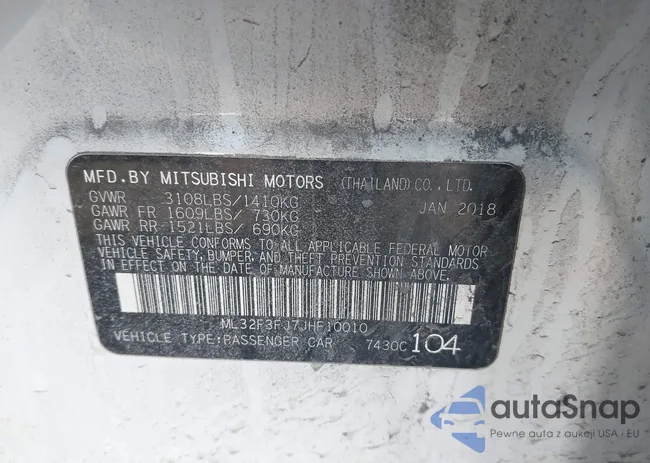 MFD.BY MITSUBISHI MOTORS (THAILAND)CO.,LTD.
GVWR 3108LBS/1410KG JAN 2018
GAWR FR 1609LBS/ 730KG
GAWR RR 1521LBS/ 690KG
THIS VEHICLE CONFORMS TO ALL APPLICABLE FEDERAL MOTOR
VEHICLE SAFETY, BUMPER, AND THEFT PREVENTION STANDARDS
IN EFFECT ON THE DATE OF MANUFACTURE SHOWN ABOVE.
ML32F3FJ7JHF10010
VEHICLE TYPE:PASSENGER CAR 7430C 104
autoSnap
Pewne auta z aukcji USA i EU